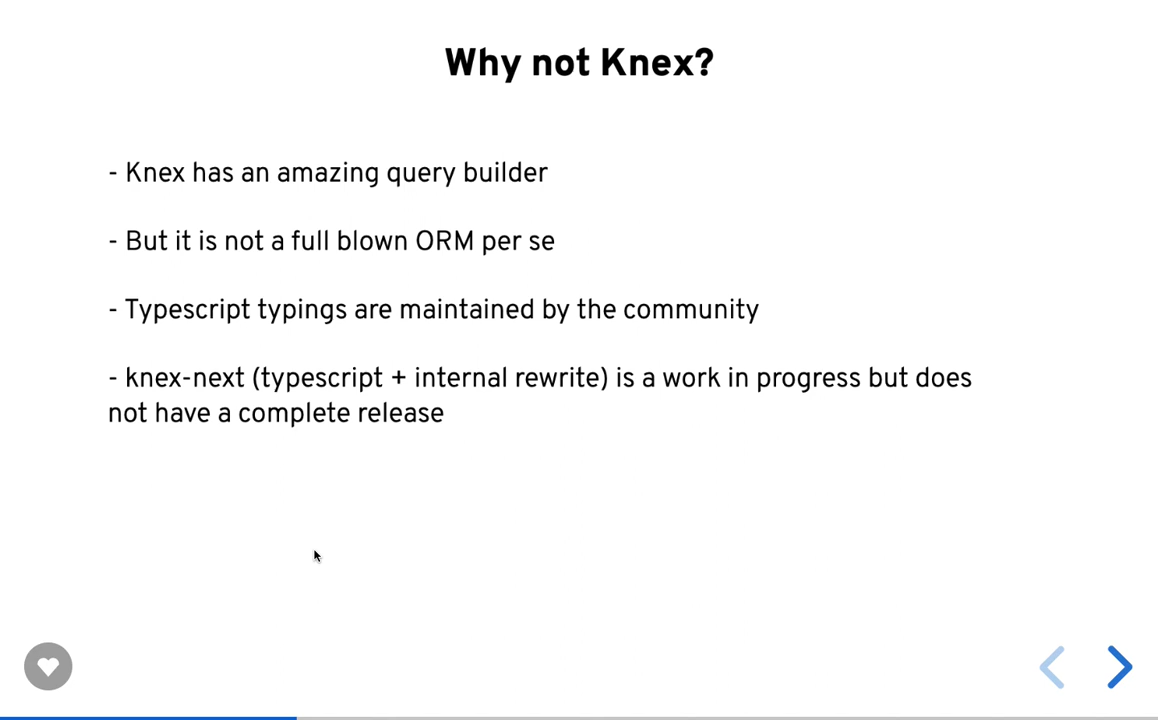 Why not Knex?
- Knex has an amazing query builder
- But it is not a full blown ORM per se
- Typescript typings are maintained by the community
- knex-next (typescript + internal rewrite) is a work in progress but does
not have a complete release